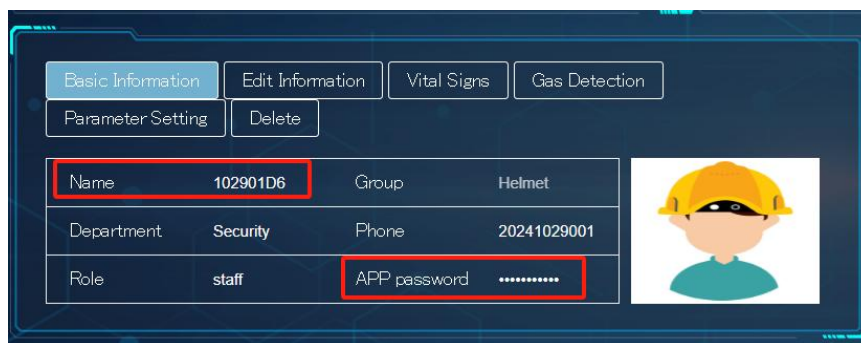 Basic Information Edit Information Vital Signs Gas Detection
Parameter Setting Delete
Name 102901D6 Group Helmet
Department Security Phone 20241029001
Role staff APP password •••••••••••